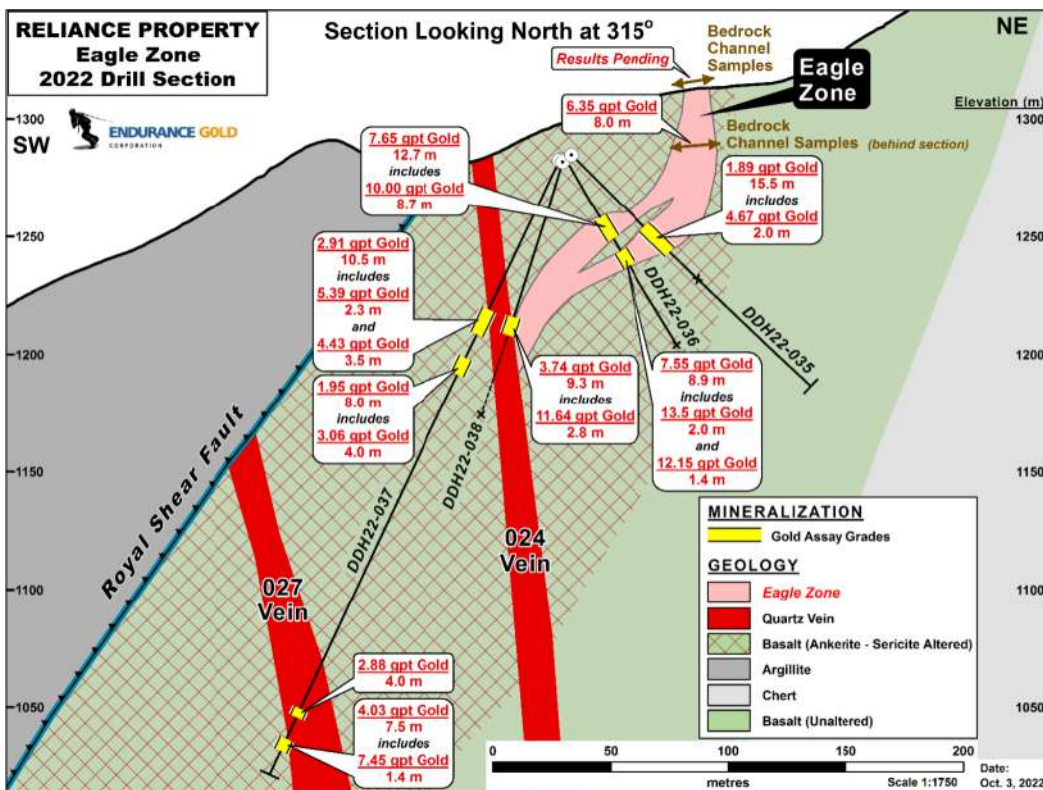 RELIANCE PROPERTY
Eagle Zone
2022 Drill Section
ENDURANCE GOLD
CORPORATION
Section Looking North at 315°
SW
NE
Elevation (m)
1300
1250
1200
1150
1100
1050
1300
1250
1200
1150
1100
1050
Results Pending
Bedrock
Channel
Samples
Eagle
Zone
6.35 gpt Gold
8.0 m
Bedrock
Channel Samples (behind section)
7.65 gpt Gold
12.7 m
includes
10.00 gpt Gold
8.7 m
1.89 gpt Gold
15.5 m
includes
4.67 gpt Gold
2.0 m
2.91 gpt Gold
10.5 m
includes
5.39 gpt Gold
2.3 m
and
4.43 gpt Gold
3.5 m
1.95 gpt Gold
8.0 m
includes
3.06 gpt Gold
4.0 m
3.74 gpt Gold
9.3 m
includes
11.64 gpt Gold
2.8 m
7.55 gpt Gold
8.9 m
includes
13.5 gpt Gold
2.0 m
and
12.15 gpt Gold
1.4 m
DDH22-036
DDH22-035
DDH22-038
DDH22-037
Royal Shear Fault
027
Vein
024
Vein
2.88 gpt Gold
4.0 m
4.03 gpt Gold
7.5 m
includes
7.45 gpt Gold
1.4 m
MINERALIZATION
Gold Assay Grades
GEOLOGY
Eagle Zone
Quartz Vein
Basalt (Ankerite - Sericite Altered)
Argillite
Chert
Basalt (Unaltered)
0 50 100 150 200
metres
Scale 1:1750
Date:
Oct. 3, 2022